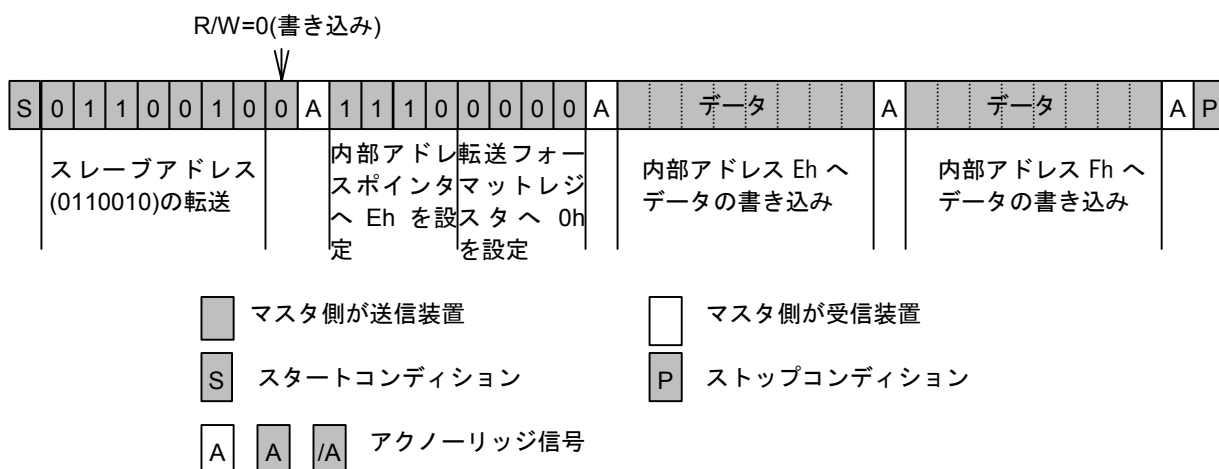 R/W=0(書き込み)
S 0 1 1 0 0 1 0 0 A 1 1 1 0 0 0 0 0 A データ A データ A P
スレーブアドレス
(0110010)の転送
内部アドレ
スポインタ
へ Eh を設
定
転送フォー
マットレジ
スタへ 0h
を設定
内部アドレス Eh へ
データの書き込み
内部アドレス Fh へ
データの書き込み
マスタ側が送信装置
マスタ側が受信装置
S スタートコンディション
P ストップコンディション
A A /A アクノーリッジ信号